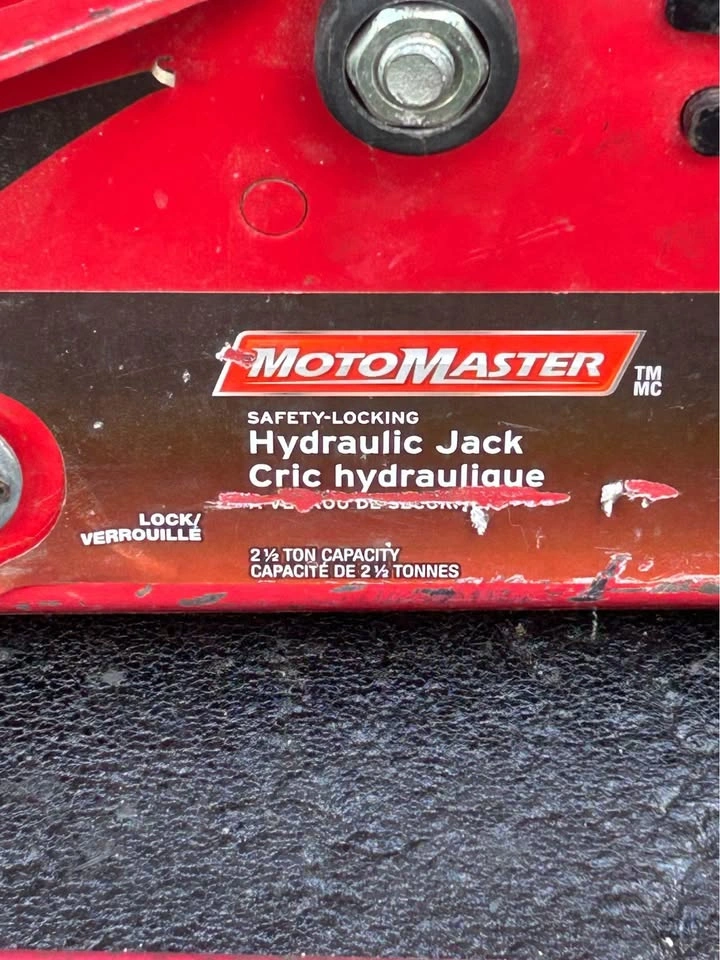 MOTOMASTER
TM
MC
SAFETY-LOCKING
Hydraulic Jack
Cric hydraulique
DE
LOCK/
VERROUILLÉ
2 ½ TON CAPACITY
CAPACITÉ DE 2 ½ TONNES